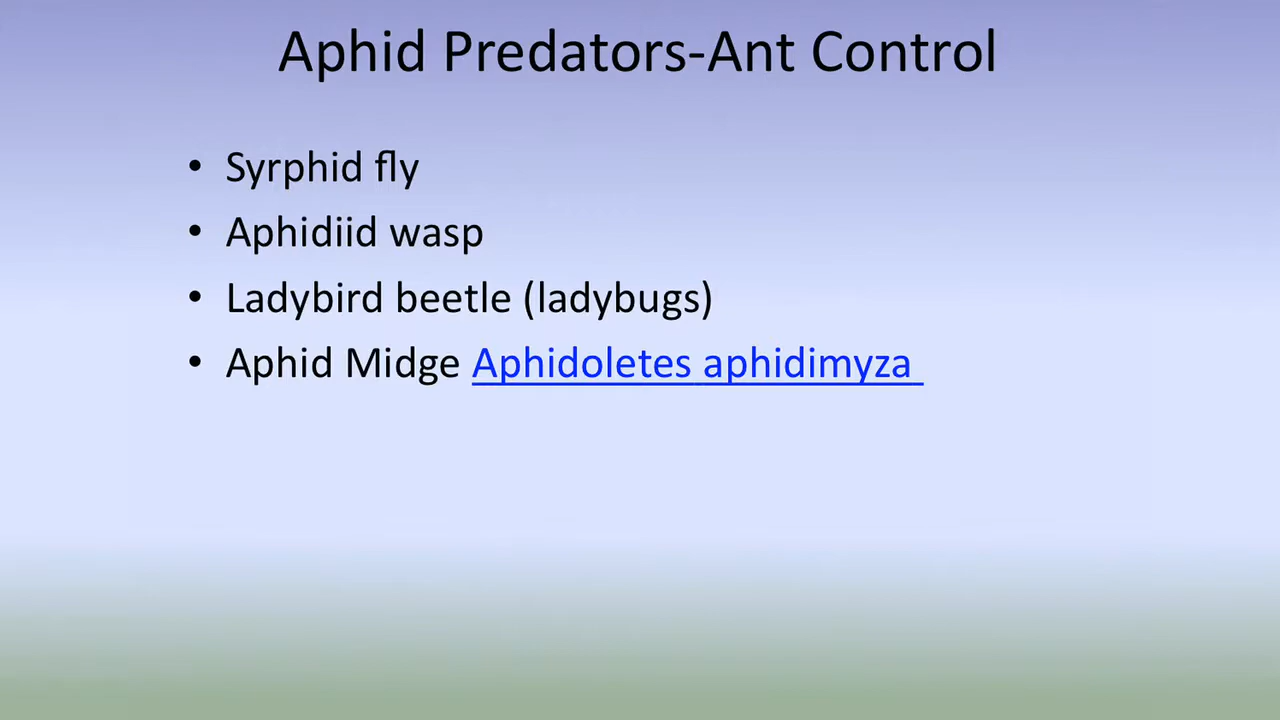 Aphid Predators-Ant Control
• Syrphid fly
• Aphidiid wasp
• Ladybird beetle (ladybugs)
• Aphid Midge Aphidoletes aphidimyza